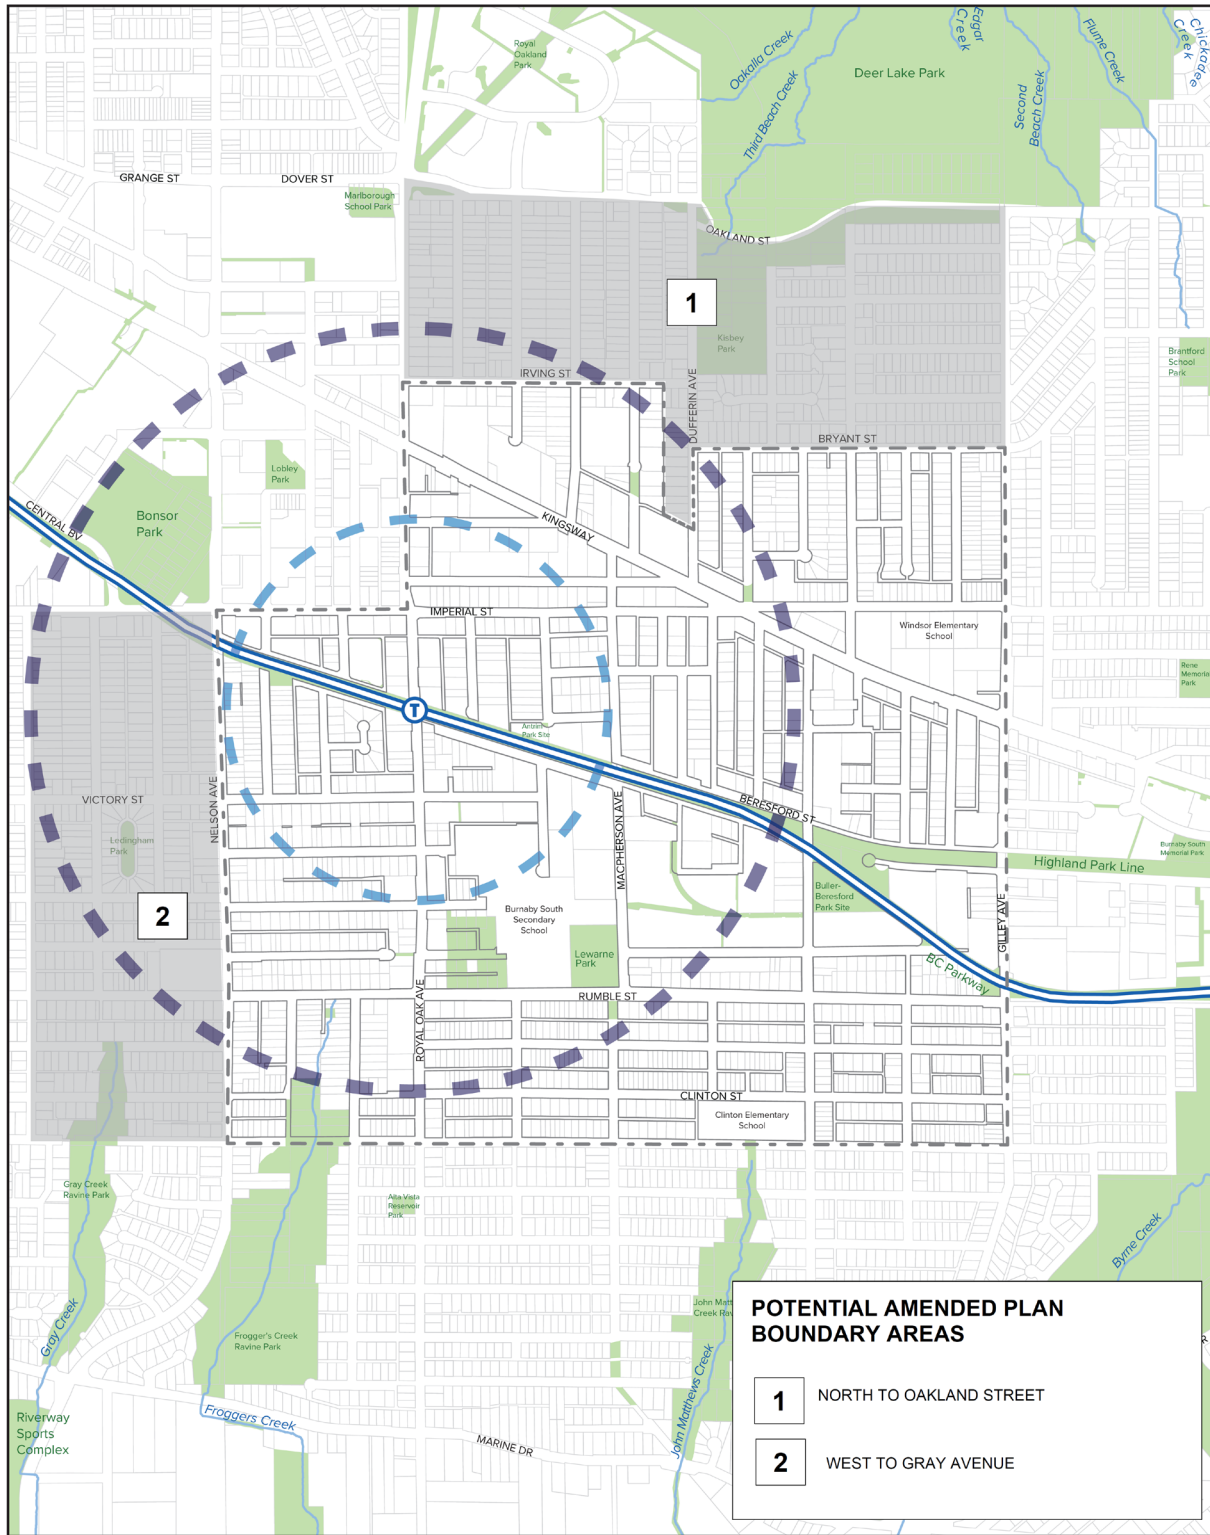 Royal
Oakland
Park
Oakalla Creek
Third Beach Creek
Edgar
Creek
Deer Lake Park
Second
Beach Creek
Flume Creek
Chickadee
Creek
GRANGE ST
DOVER ST
Marlborough
School Park
OAKLAND ST
1
Kisbey
Park
Brantford
School
Park
IRVING ST
DUFFERIN AVE
BRYANT ST
Lobley
Park
Bonsor
Park
CENTRAL BV
KINGSWAY
IMPERIAL ST
Windsor Elementary
School
Rene
Memoria
Park
T
Park Site
NELSON AVE
VICTORY ST
Ledingham
Park
BERESFORD ST
MACPHERSON AVE
Burnaby South
Memorial Park
Highland Park Line
Buller-
Beresford
Park Site
2
Burnaby South
Secondary
School
GILLEY AVE
Lewarne
Park
BC Parkway
ROYAL OAK AVE
RUMBLE ST
CLINTON ST
Clinton Elementary
School
Gray Creek
Ravine Park
Alta Vista
Reservoir
Park
Byrne Creek
Gray Creek
John Matt
Creek Rav
Frogger's Creek
Ravine Park
John Matthews Creek
Froggers Creek
Riverway
Sports
Complex
MARINE DR
POTENTIAL AMENDED PLAN
BOUNDARY AREAS
1 NORTH TO OAKLAND STREET
2 WEST TO GRAY AVENUE